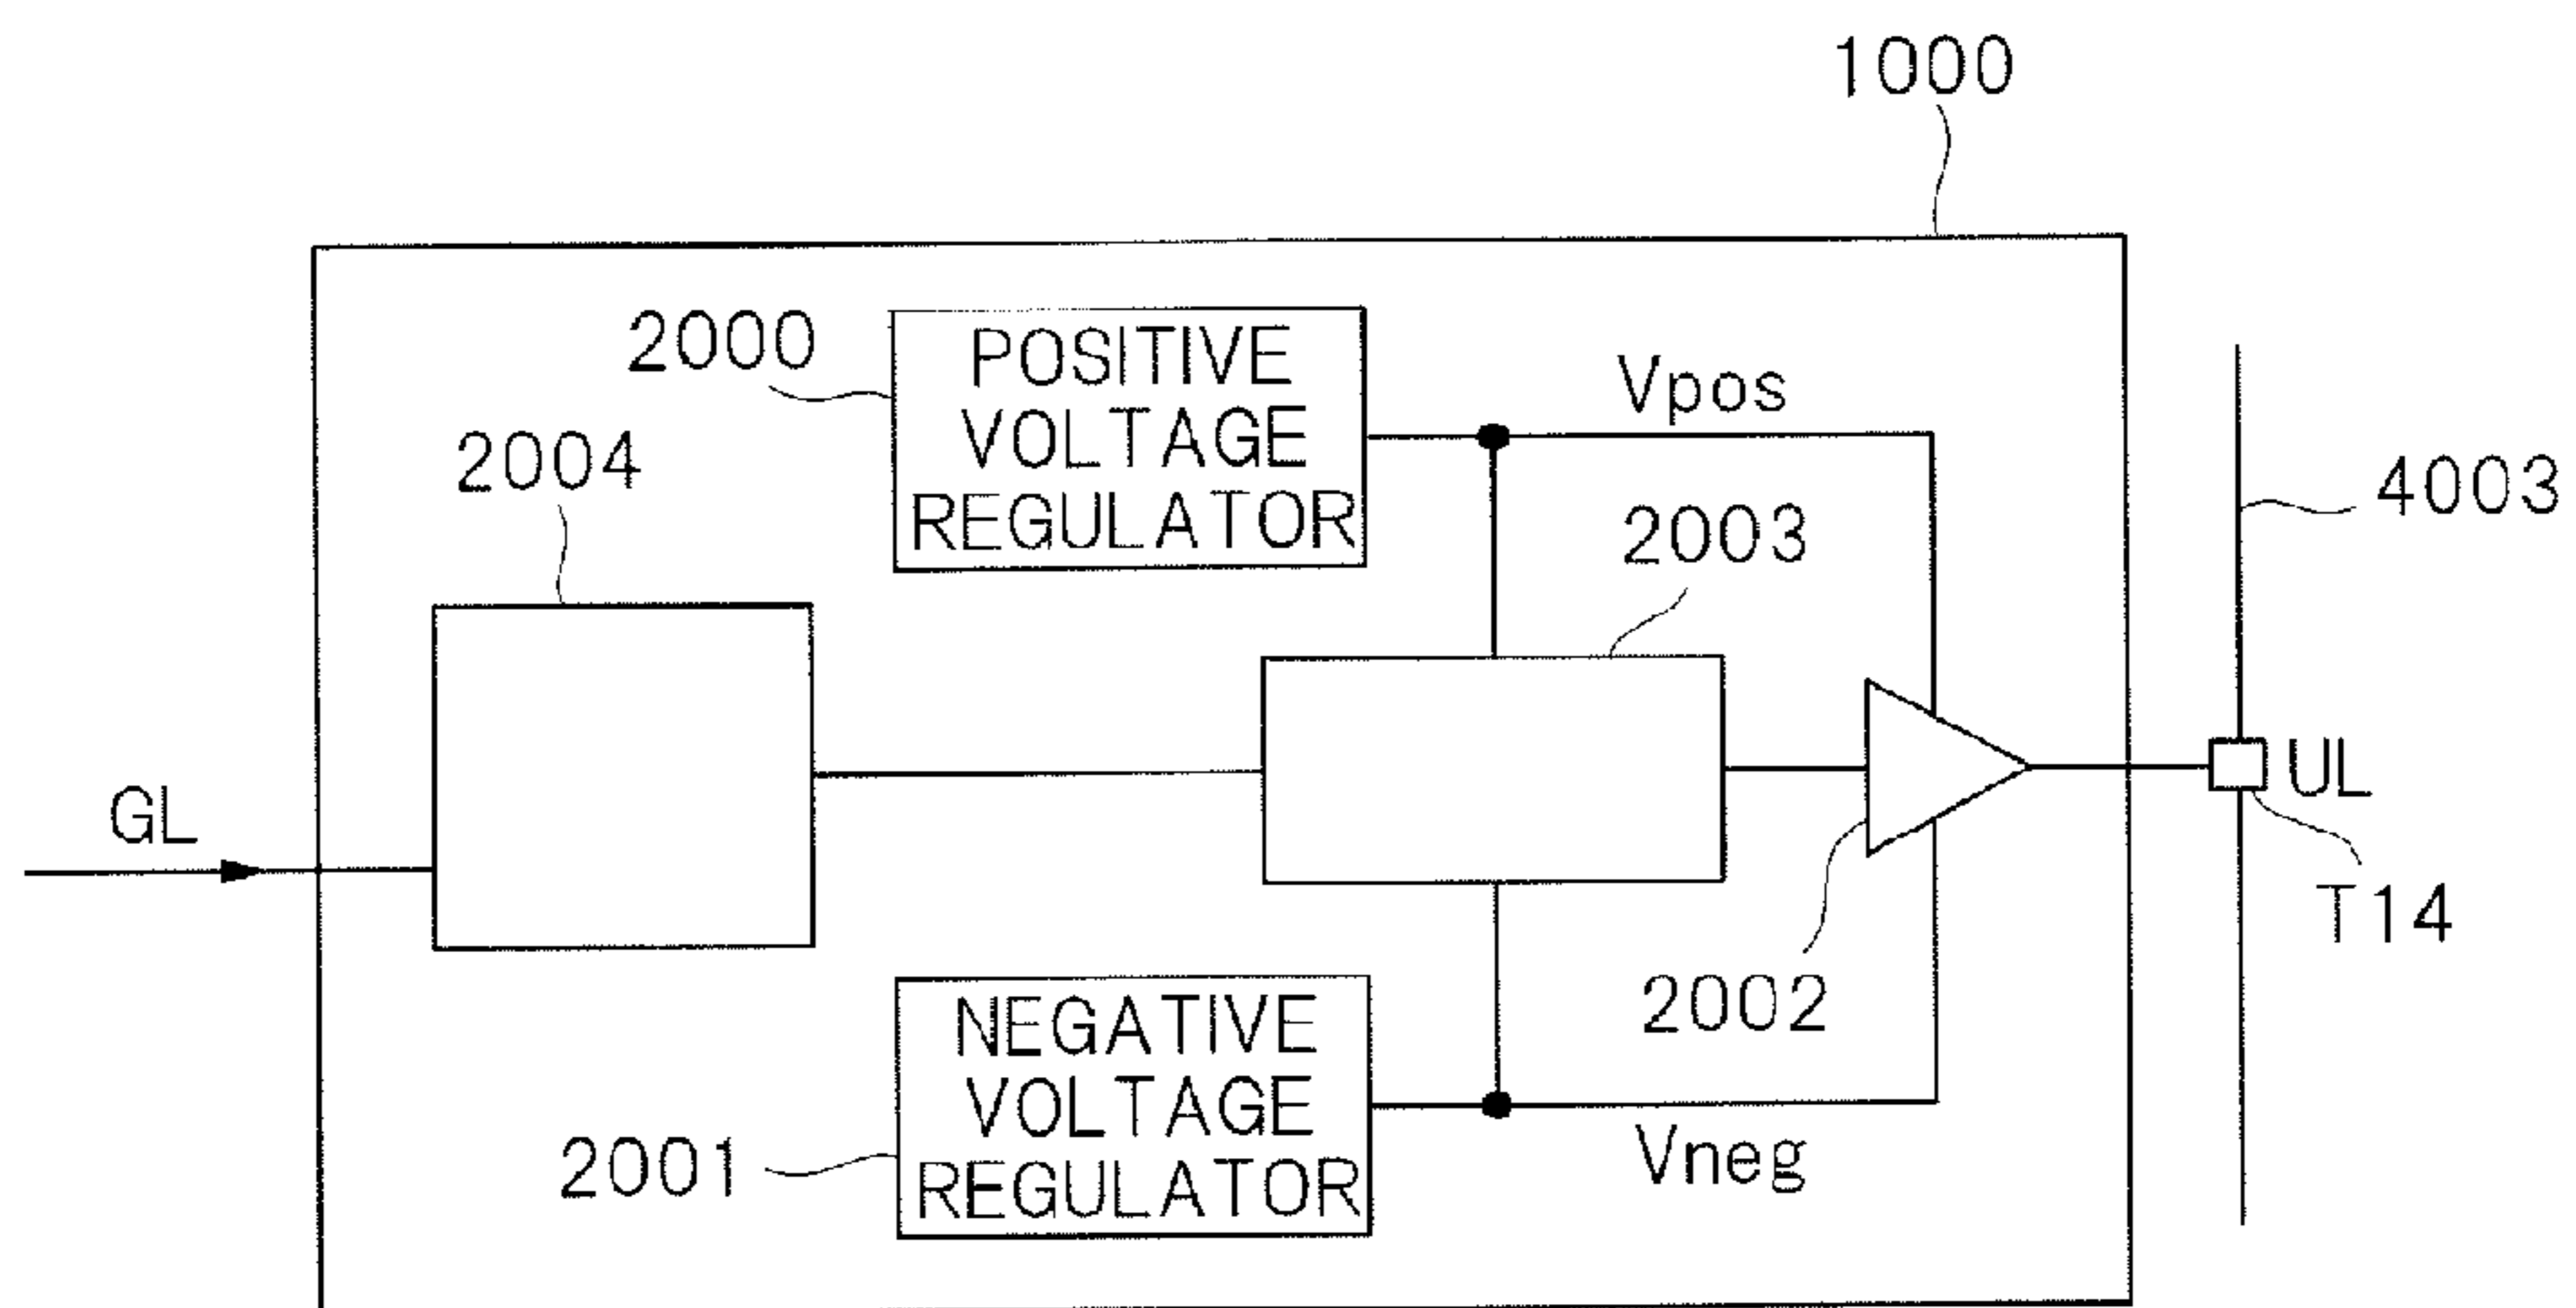 1000
2000
POSITIVE
VOLTAGE
REGULATOR
Vpos
2004
4003
2003
GL
UL
T14
2002
NEGATIVE
VOLTAGE
REGULATOR
2001
Vneg